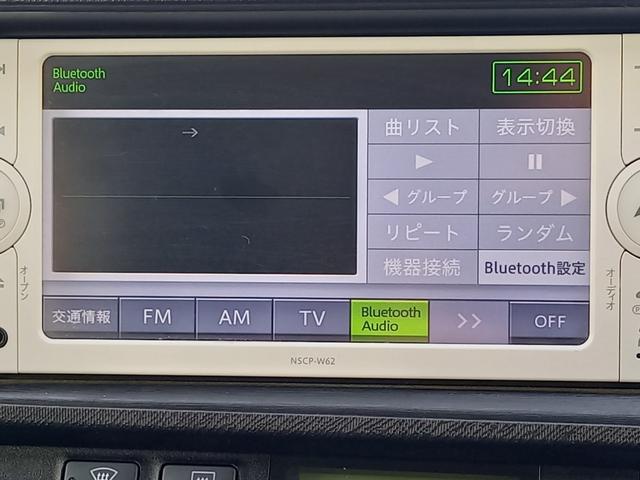 Bluetooth
Audio
14:44
曲リスト
表示切換
グループ
グループ
リピート
ランダム
機器接続
Bluetooth設定
オープン
オーディオ
交通情報
FM
AM
TV
Bluetooth
Audio
>>
OFF
NSCP-W62